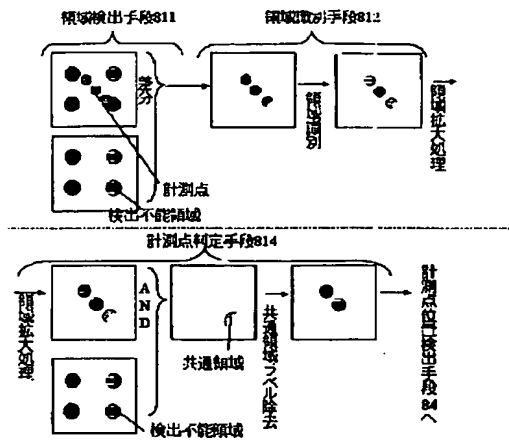 領域検出手段811
領域識別手段812
差分
領域識別
領域拡大処理
計測点
検出不能領域
計測点判定手段814
領域拡大処理
AND
共通領域
共通領域ラベル除去
計測点位置検出手段84へ
検出不能領域